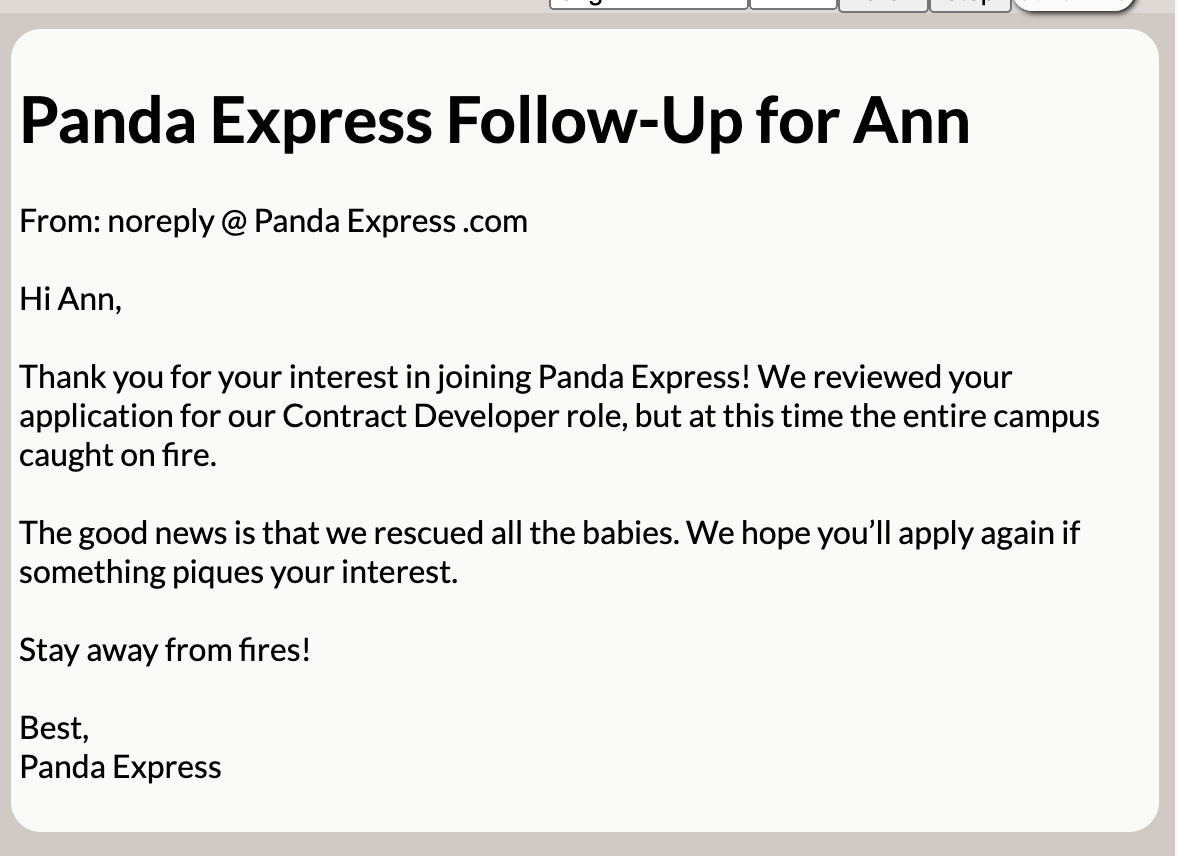 Panda Express Follow-Up for Ann
From: noreply @ Panda Express .com
Hi Ann,
Thank you for your interest in joining Panda Express! We reviewed your
application for our Contract Developer role, but at this time the entire campus
caught on fire.
The good news is that we rescued all the babies. We hope you’ll apply again if
something piques your interest.
Stay away from fires!
Best,
Panda Express